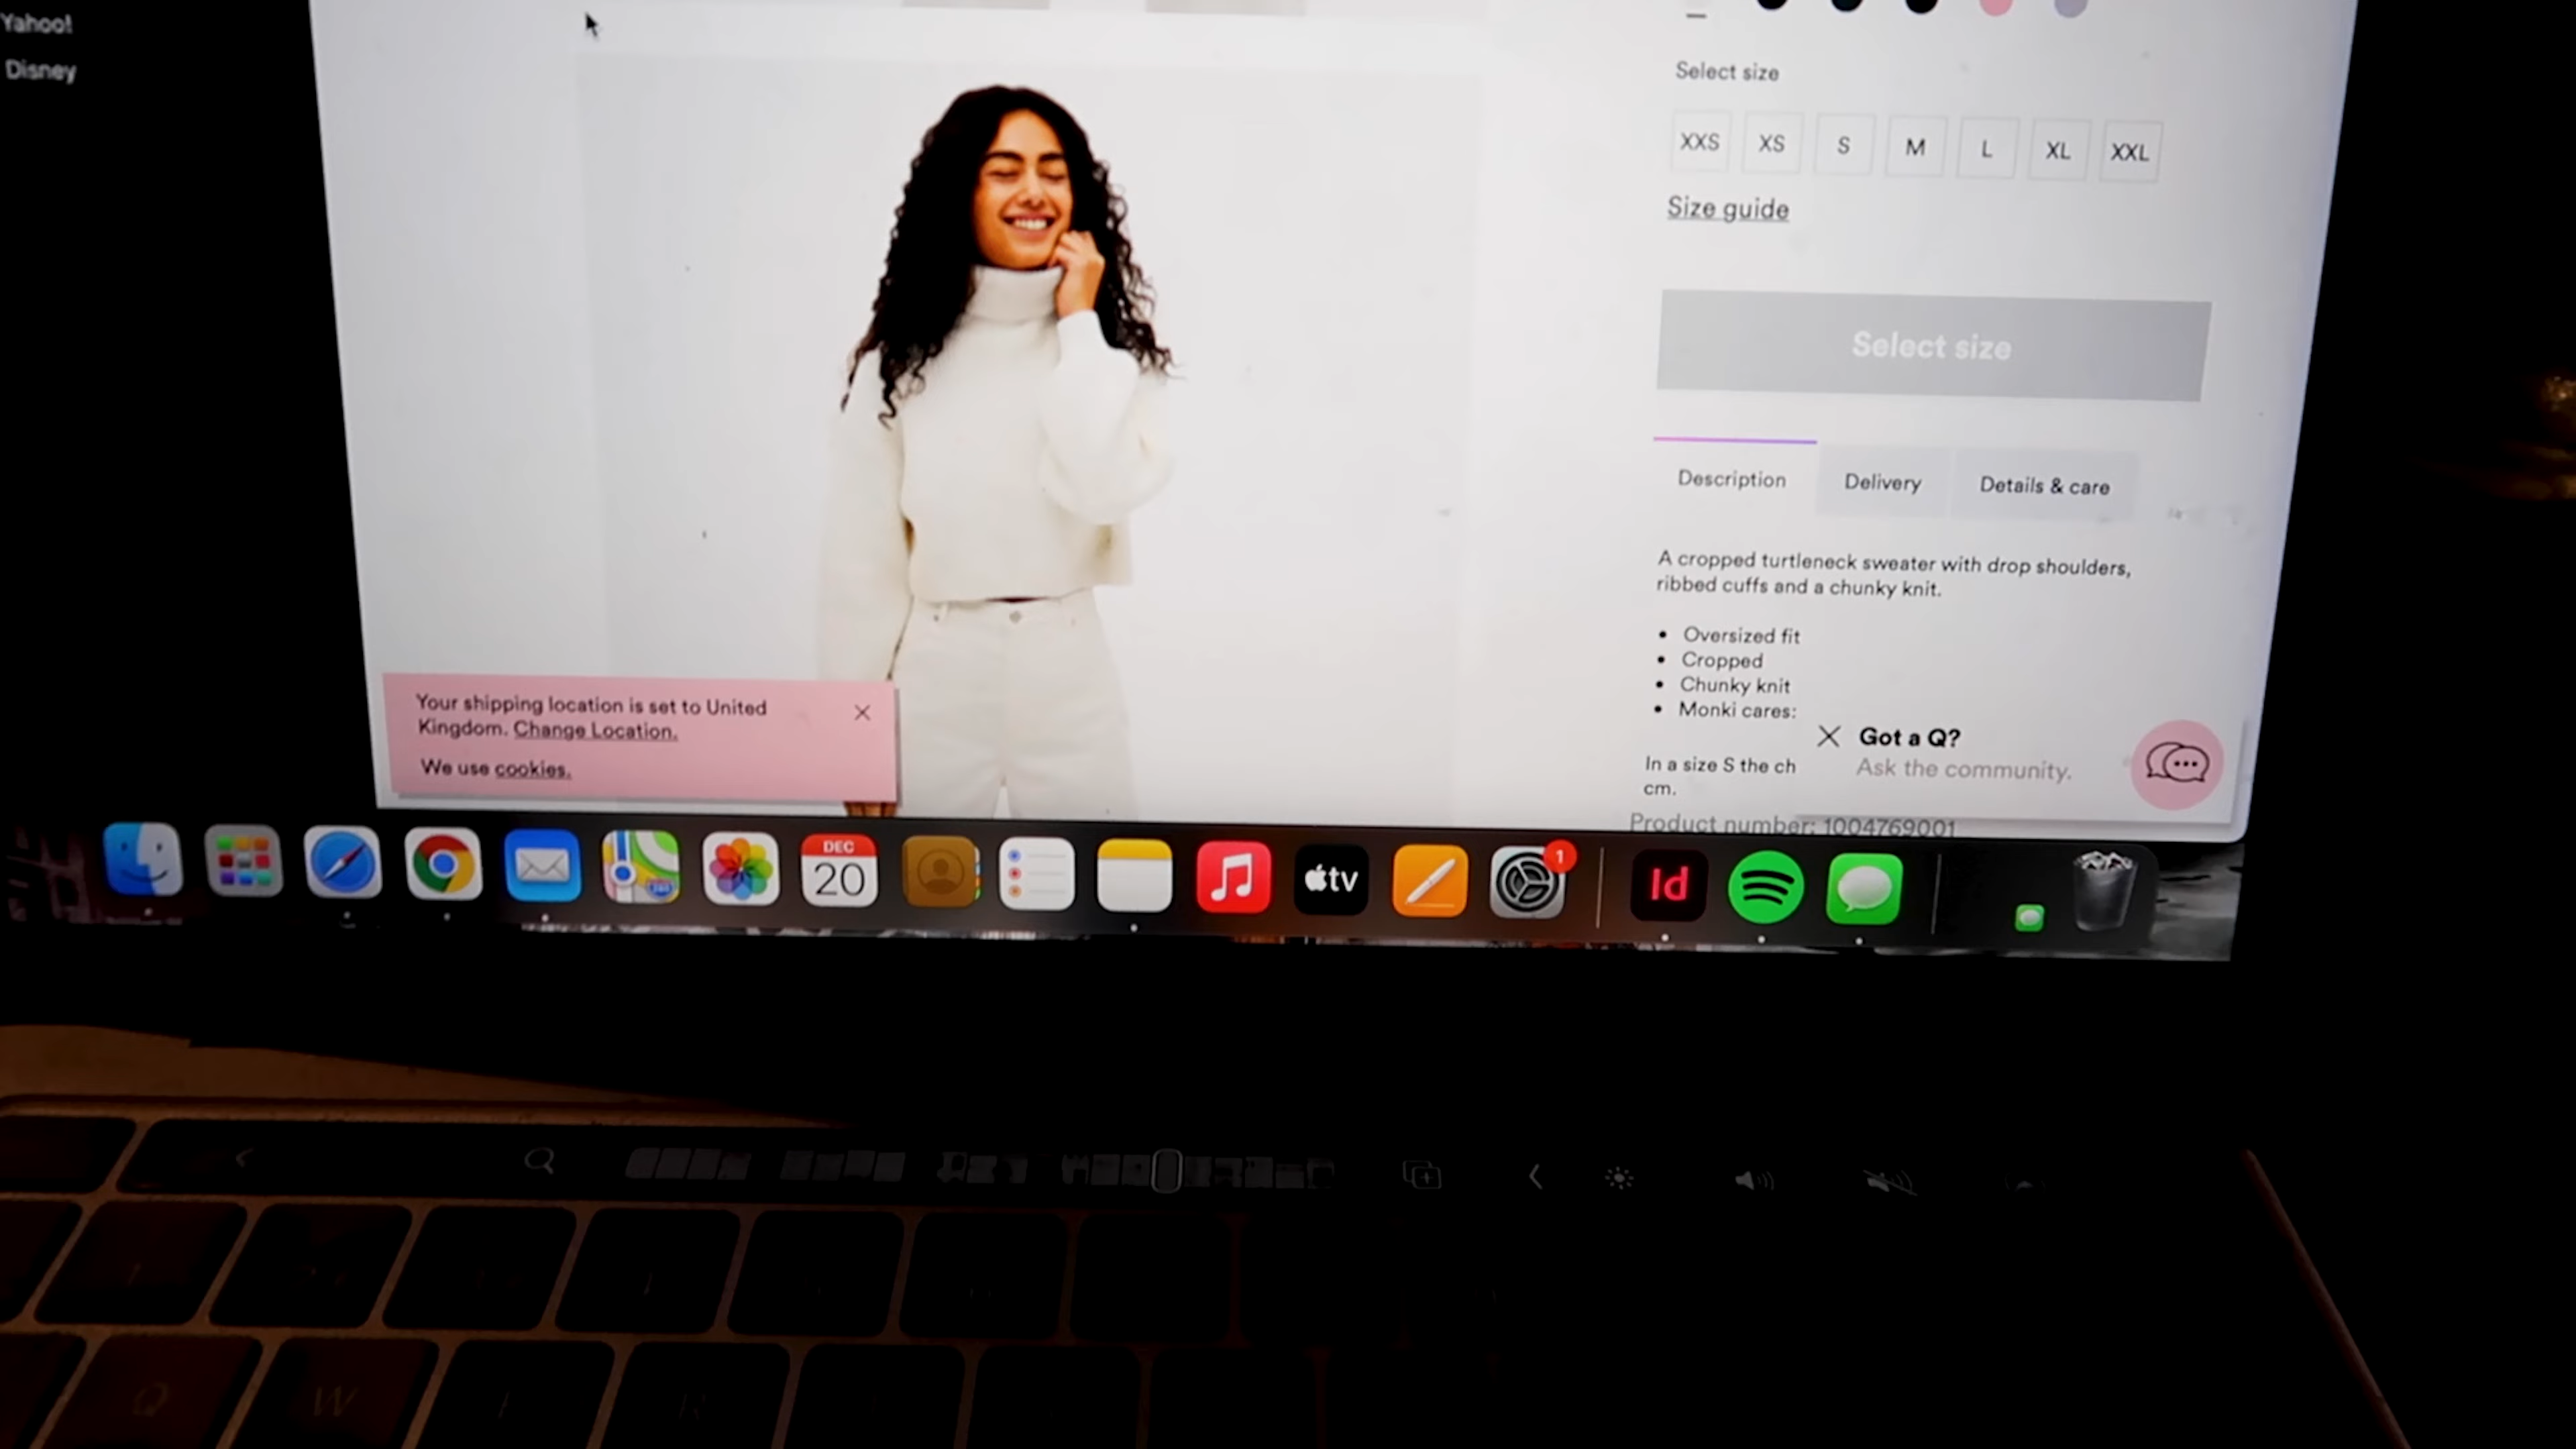 Yahoo!
Disney
Select size
XXS XS S M L XL XXL
Size guide
Select size
Description Delivery Details & care
A cropped turtleneck sweater with drop shoulders,
ribbed cuffs and a chunky knit.
• Oversized fit
• Cropped
• Chunky knit
• Monki cares:
Your shipping location is set to United
Kingdom. Change Location.
We use cookies.
Got a Q?
Ask the community.
In a size S the ch
cm.
Product number: 1004769001
DEC
20
tv
1
Id
Q W R